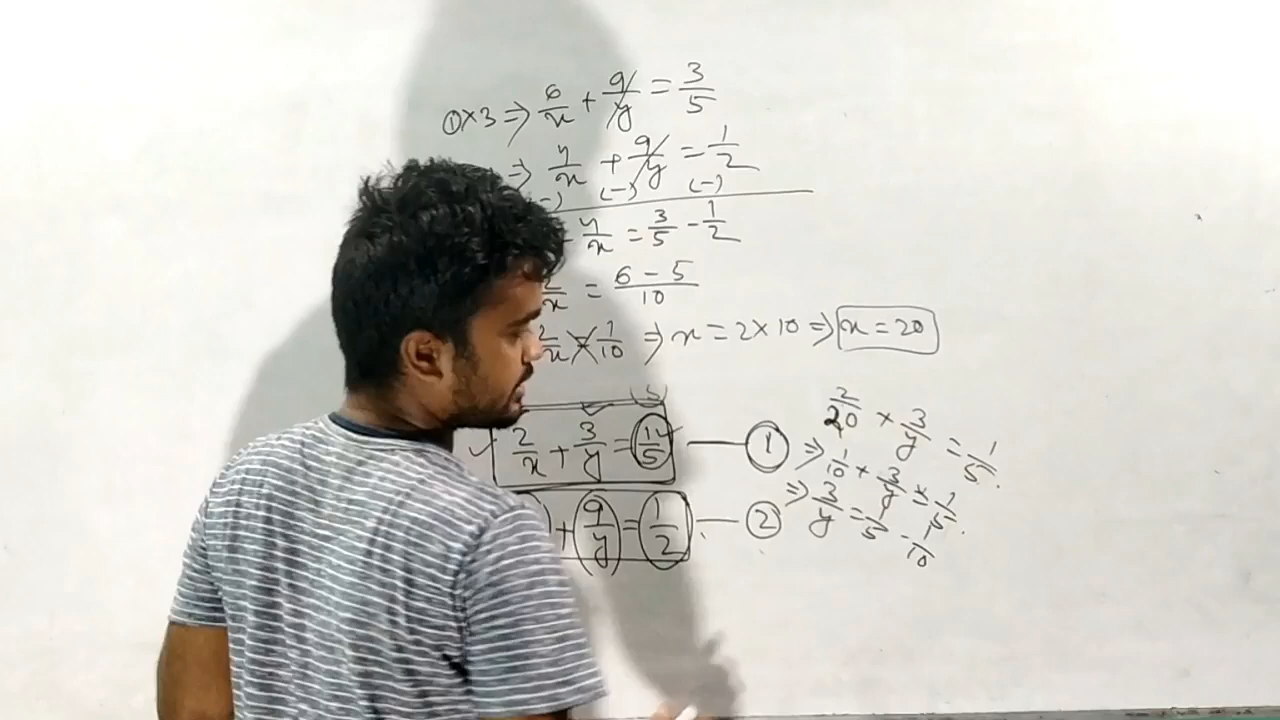 ①×3 ⇒ 6/x + 9/y = 3/5
⇒ 4/x + 9/y = 1/2
(-) (-)
- 4/x = 3/5 - 1/2
2/x = 6 - 5/10
2/x = 1/10 ⇒ x = 2×10 ⇒ x = 20
2/x + 3/y = 1/5 — ①
+ 9/y = 1/2 — ②
2/20 + 3/y = 1/5.
⇒ 1/10 + 3/y = 1/5.
⇒ 3/y = 1/5 - 1/10